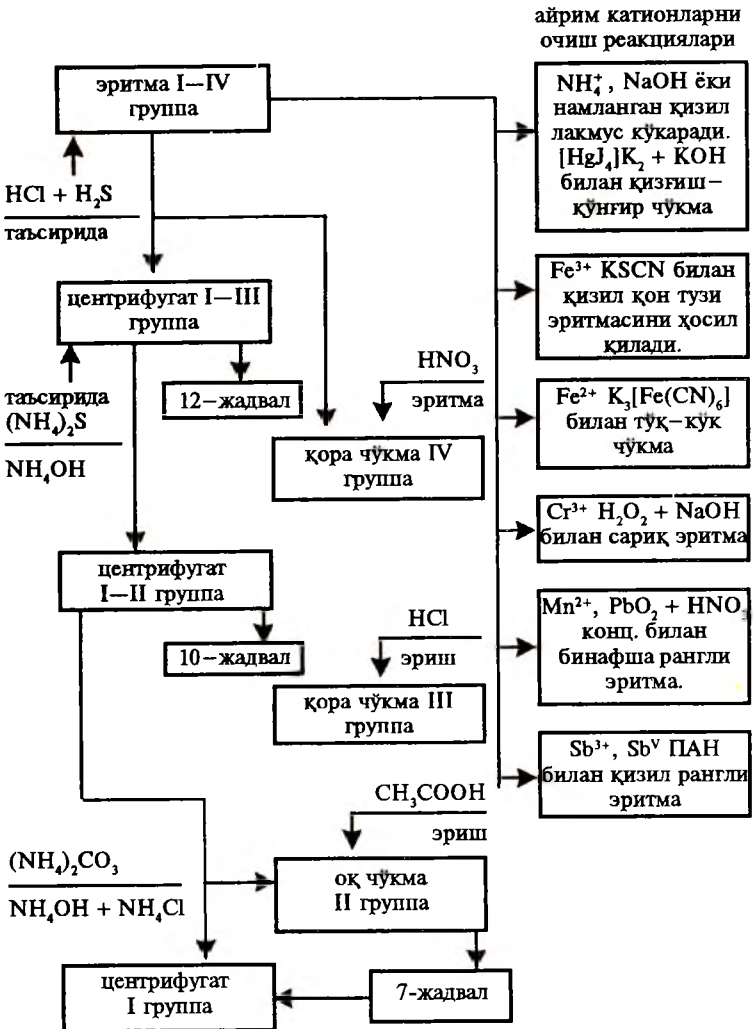 айрим катионларни
очиш реакциялари
эритма I—IV
группа
NH₄⁺, NaOH ёки
намланган қизил
лакмус кўкаради.
[HgJ₄]K₂ + KOH
билан қизғиш—
қўнғир чўкма
HCl + H₂S
таъсирида
центрифугат I—III
группа
Fe³⁺ KSCN билан
қизил қон тузи
эритмасини ҳосил
қилади.
12—жадвал
HNO₃
эритма
таъсирида
(NH₄)₂S
NH₄OH
қора чўкма IV
группа
Fe²⁺ K₃[Fe(CN)₆]
билан тўқ—кўк
чўкма
Cr³⁺ H₂O₂ + NaOH
билан сариқ эритма
центрифугат
I—II группа
10—жадвал
HCl
эриш
Mn²⁺, PbO₂ + HNO₃
конц. билан
бинафша рангли
эритма.
қора чўкма III
группа
Sb³⁺, Sbⱽ ПАН
билан қизил рангли
эритма
CH₃COOH
эриш
(NH₄)₂CO₃
NH₄OH + NH₄Cl
оқ чўкма
II группа
центрифугат
I группа
7-жадвал